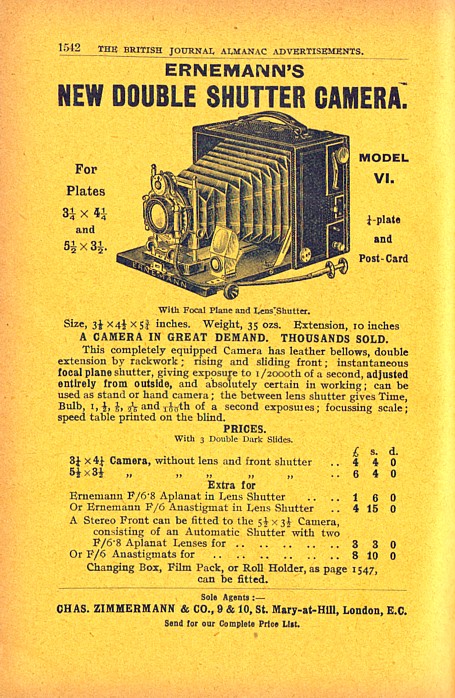 1542 THE BRITISH JOURNAL ALMANAC ADVERTISEMENTS.
ERNEMANN'S
NEW DOUBLE SHUTTER CAMERA.
For
Plates
3¼ × 4¼
and
5½ × 3½.
MODEL
VI.
¼-plate
and
Post-Card
ERNEMANN
With Focal Plane and Lens Shutter.
Size, 3½×4½×5¾ inches. Weight, 35 ozs. Extension, 10 inches
A CAMERA IN GREAT DEMAND. THOUSANDS SOLD.
This completely equipped Camera has leather bellows, double
extension by rackwork; rising and sliding front; instantaneous
focal plane shutter, giving exposure to 1/2000th of a second, adjusted
entirely from outside, and absolutely certain in working; can be
used as stand or hand camera; the between lens shutter gives Time,
Bulb, 1, ½, and 1/100th of a second exposures; focussing scale;
speed table printed on the blind.
PRICES.
With 3 Double Dark Slides.
£ s. d.
3¼ × 4¼ Camera, without lens and front shutter .. 4 4 0
5½ × 3½ „ „ „ „ „ .. 6 4 0
Extra for
Ernemann F/6·8 Aplanat in Lens Shutter .. .. 1 6 0
Or Ernemann F/6 Anastigmat in Lens Shutter .. 4 15 0
A Stereo Front can be fitted to the 5½ × 3½ Camera,
consisting of an Automatic Shutter with two
F/6·8 Aplanat Lenses for .. .. .. .. .. .. 3 3 0
Or F/6 Anastigmats for .. .. .. .. .. .. 8 10 0
Changing Box, Film Pack, or Roll Holder, as page 1547,
can be fitted.
Sole Agents :—
CHAS. ZIMMERMANN & CO., 9 & 10, St. Mary-at-Hill, London, E.C.
Send for our Complete Price List.